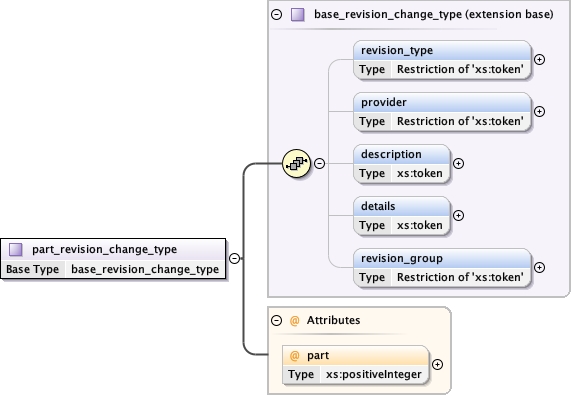 base_revision_change_type (extension base)
revision_type
Type Restriction of 'xs:token'
provider
Type Restriction of 'xs:token'
description
Type xs:token
details
Type xs:token
revision_group
Type Restriction of 'xs:token'
part_revision_change_type
Base Type base_revision_change_type
@ Attributes
@ part
Type xs:positiveInteger